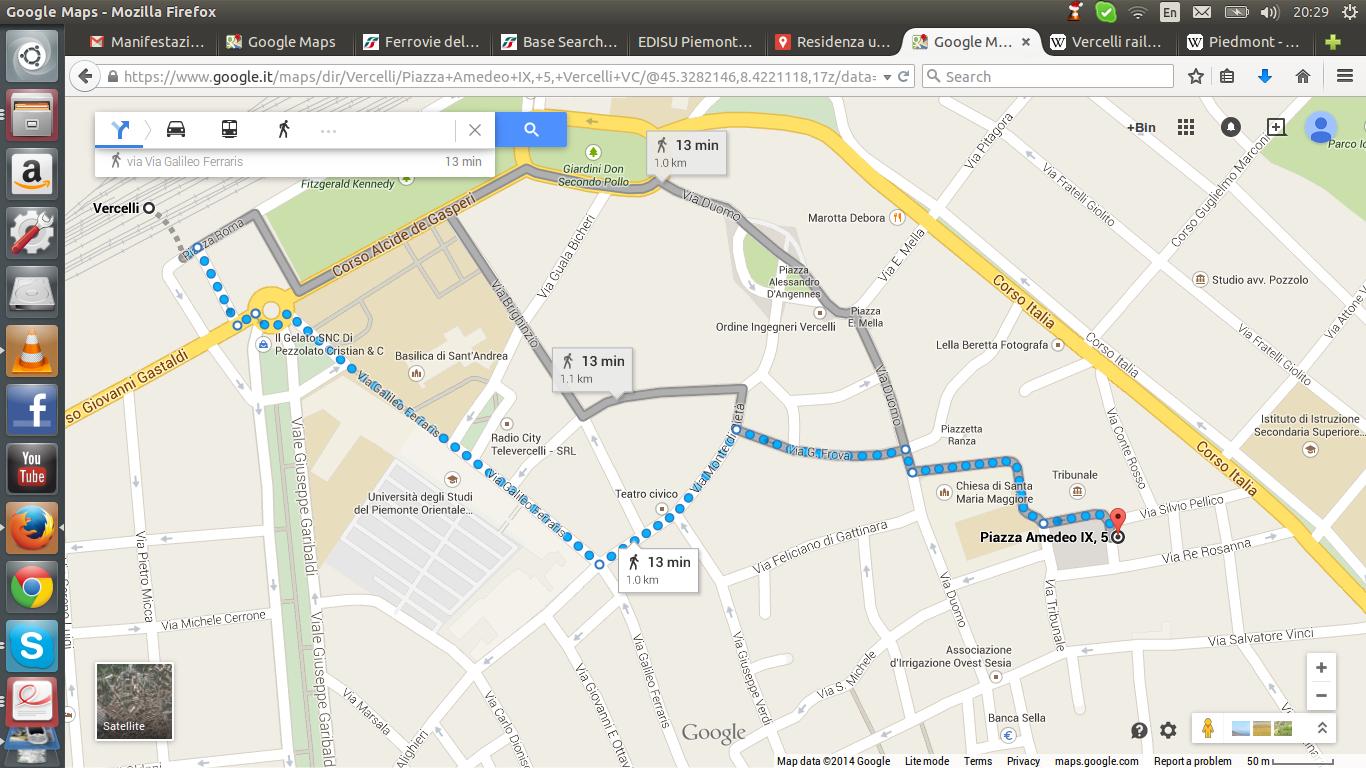 Google Maps - Mozilla Firefox
En
20:29
Manifestazi...
Google Maps
Ferrovie del...
Base Search...
EDISU Piemont...
Residenza u...
Google M...
Vercelli rail...
Piedmont - ...
https://www.google.it/maps/dir/Vercelli/Piazza+Amedeo+IX,+5,+Vercelli+VC/@45.3282146,8.4221118,17z/data=
Search
via Via Galileo Ferraris
13 min
+Bin
Fitzgerald Kennedy
Giardini Don
Secondo Pollo
13 min
1.0 km
Vercelli
Piazza Roma
Corso Alcide de Gasperi
Via Duomo
Marotta Debora
Via E. Mella
Via Pitagora
Via Fratelli Giolito
Corso Guglielmo Marconi
Parco Io
Via Guala Bicheri
Via Brighinzio
Piazza
Alessandro
D'Angennes
Ordine Ingegneri Vercelli
Piazza
E. Mella
Corso Italia
Studio avv. Pozzolo
Via Attone V
Il Gelato SNC Di
Pezzolato Cristian & C
Basilica di Sant'Andrea
so Giovanni Gastaldi
13 min
1.1 km
Lella Beretta Fotografa
Corso Italia
Via Fratelli Giolito
Via Galileo Ferraris
Radio City
Televercelli - SRL
Via Duomo
Piazzetta
Ranza
Via Conte Rosso
Istituto di Istruzione
Secondaria Superiore...
Corso Italia
Via G. Frova
Viale Giuseppe Garibaldi
Università degli Studi
del Piemonte Orientale...
Via Galileo Ferraris
Teatro civico
Chiesa di Santa
Maria Maggiore
Tribunale
Via Silvio Pellico
Piazza Amedeo IX, 5
Via Pietro Micca
13 min
1.0 km
Via Feliciano di Gattinara
Via Re Rosanna
Via Michele Cerrone
Viale Giuseppe Garibaldi
Via Duomo
Via Tribunale
Via Salvatore Vinci
Via Galileo Ferraris
Via Giuseppe Verdi
Via S. Michele
Associazione
d'Irrigazione Ovest Sesia
Via Marsala
Via Carlo Dioniso
Via Giovanni E Ottav
Alighieri
Banca Sella
Satellite
Google
Map data ©2014 Google
Lite mode
Terms
Privacy
maps.google.com
Report a problem
50 m
You
Tube